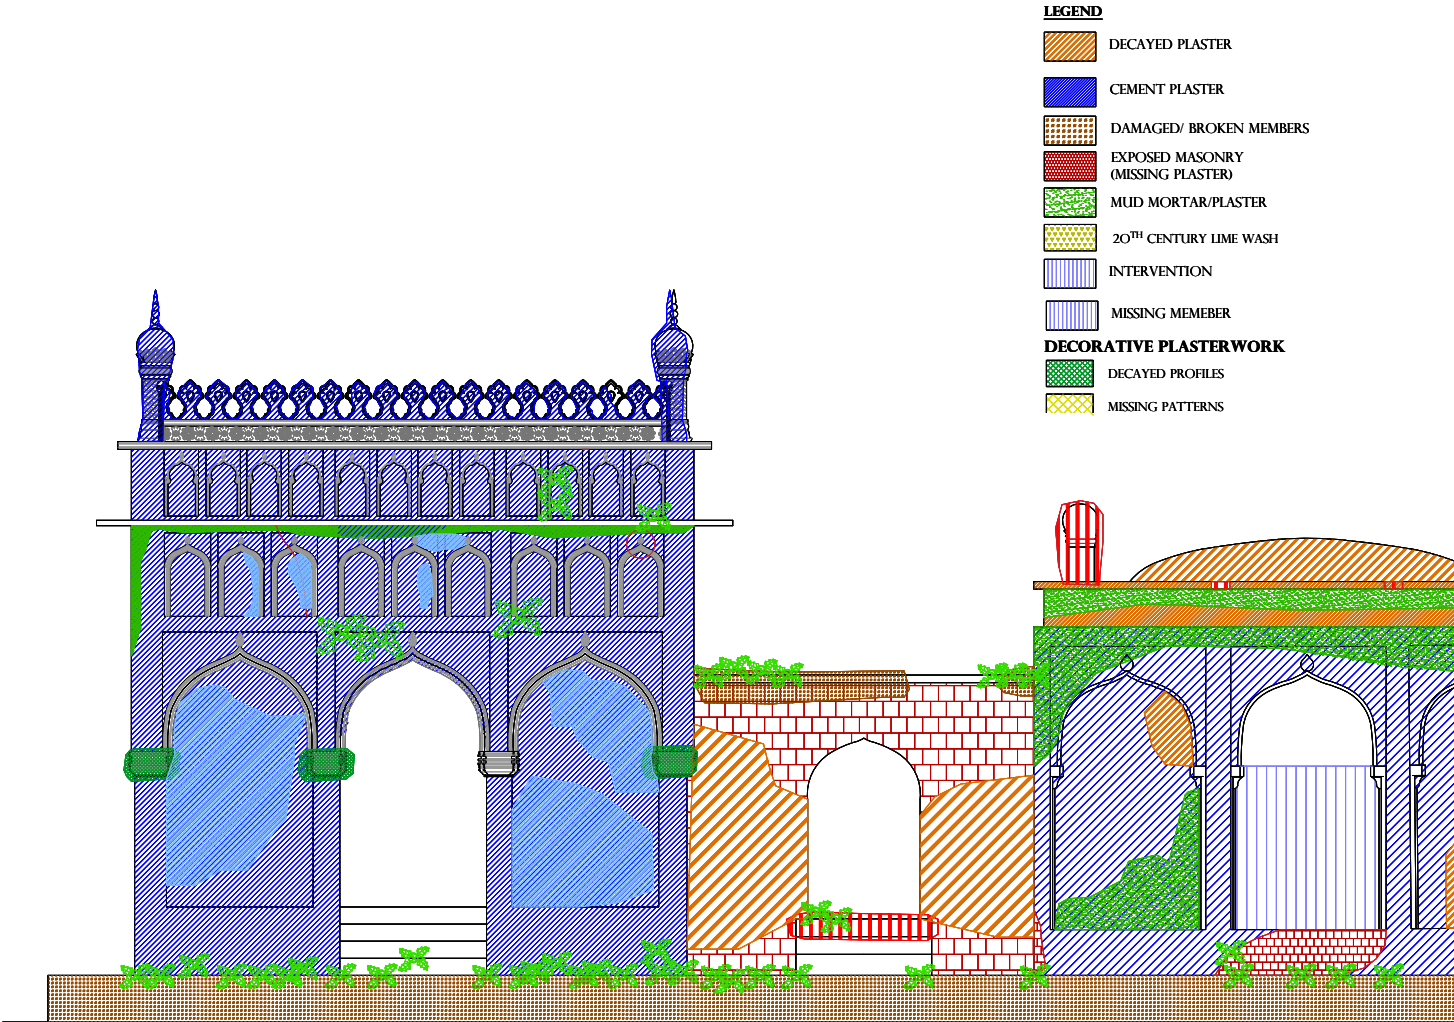 LEGEND
DECAYED PLASTER
CEMENT PLASTER
DAMAGED/ BROKEN MEMBERS
EXPOSED MASONRY
(MISSING PLASTER)
MUD MORTAR/PLASTER
20TH CENTURY LIME WASH
INTERVENTION
MISSING MEMEBER
DECORATIVE PLASTERWORK
DECAYED PROFILES
MISSING PATTERNS